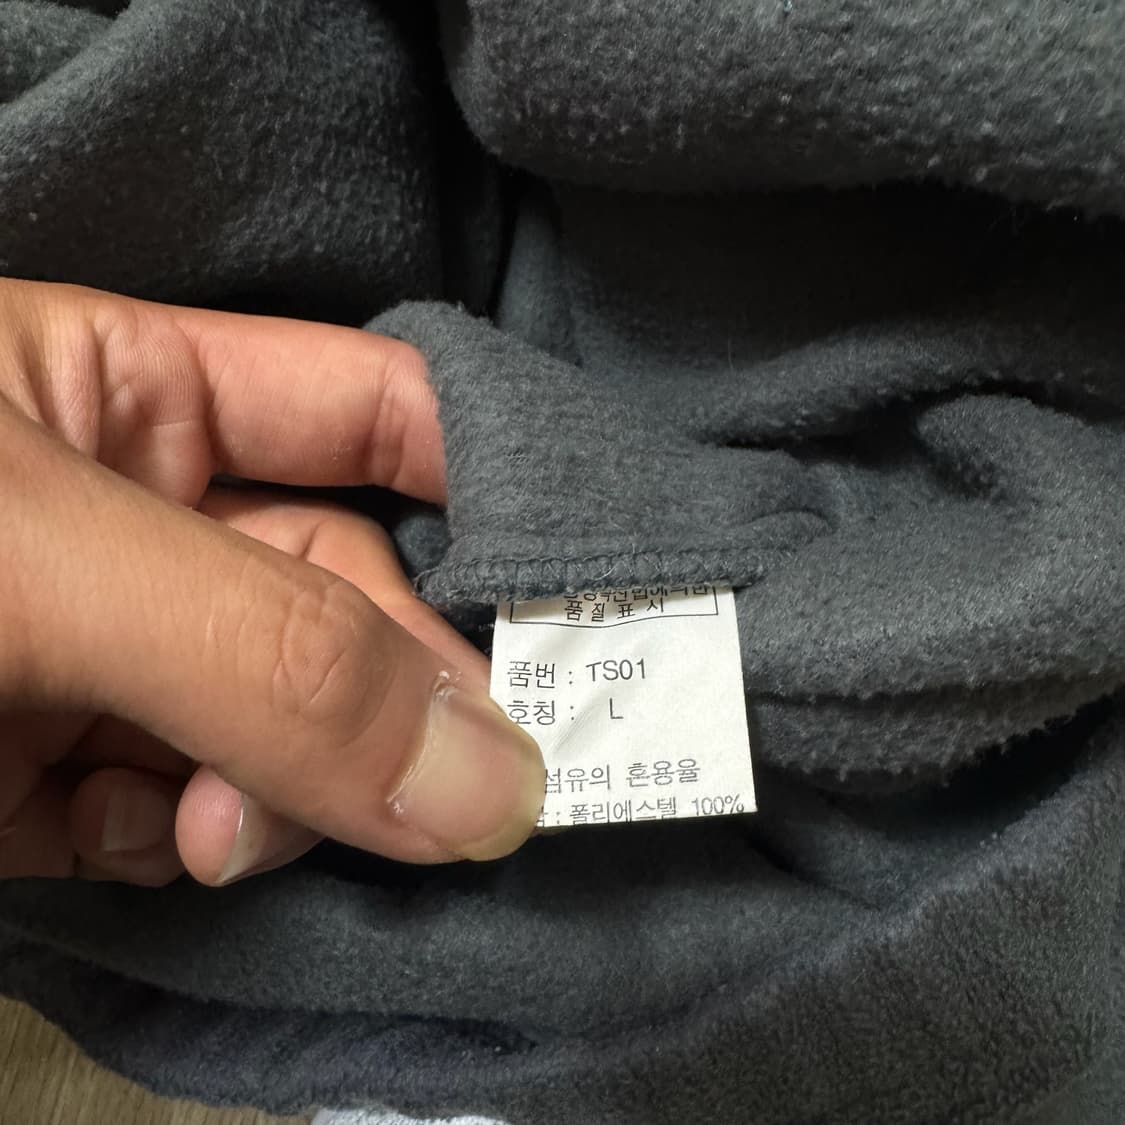 품 질 표 시
품번 : TS01
호칭 : L
섬유의 혼용율
: 폴리에스텔 100%